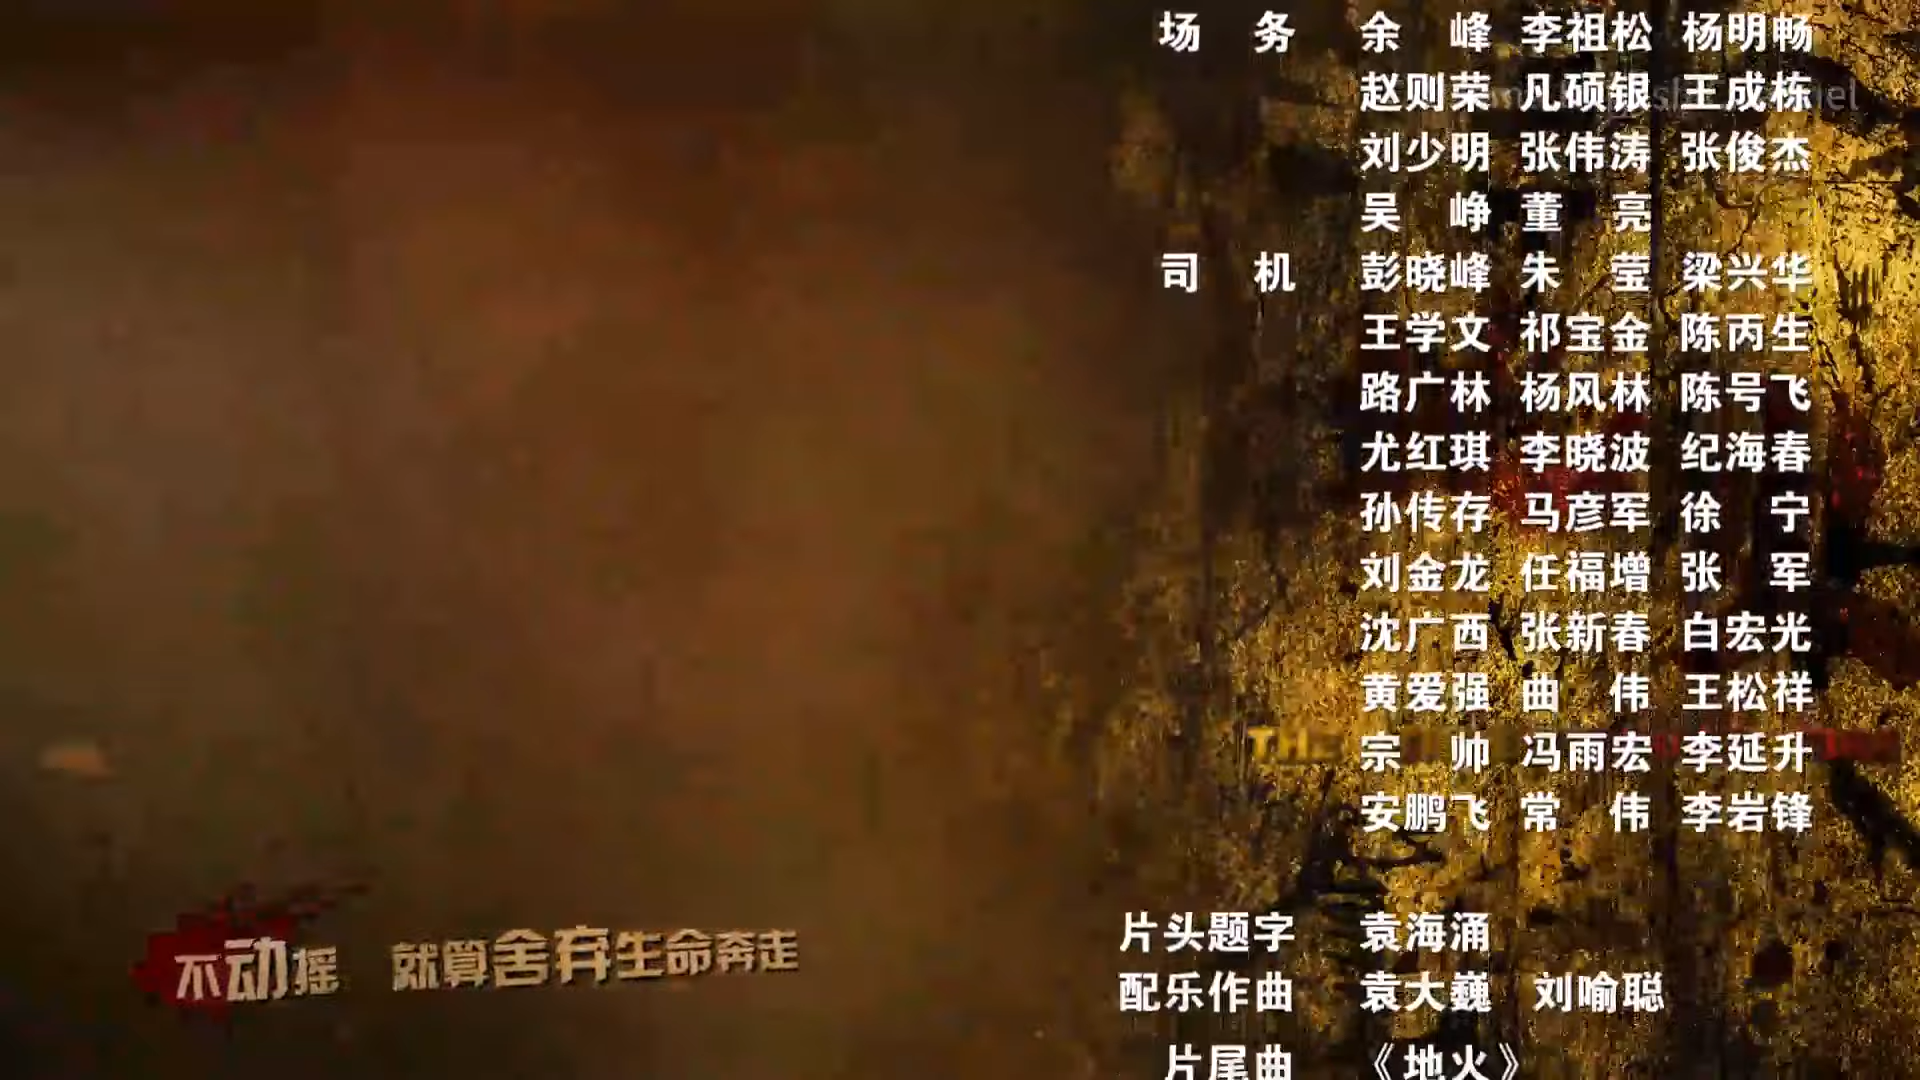 场 务 余 峰 李祖松 杨明畅
赵则荣 凡硕银 王成栋
刘少明 张伟涛 张俊杰
吴 峥 董 亮
司 机 彭晓峰 朱 莹 梁兴华
王学文 祁宝金 陈丙生
路广林 杨风林 陈号飞
尤红琪 李晓波 纪海春
孙传存 马彦军 徐 宁
刘金龙 任福增 张 军
沈广西 张新春 白宏光
黄爱强 曲 伟 王松祥
宗 帅 冯雨宏 李延升
安鹏飞 常 伟 李岩锋
片头题字 袁海涌
配乐作曲 袁大巍 刘喻聪
片尾曲 《地火》
不动摇 就算舍弃生命奔走
THE